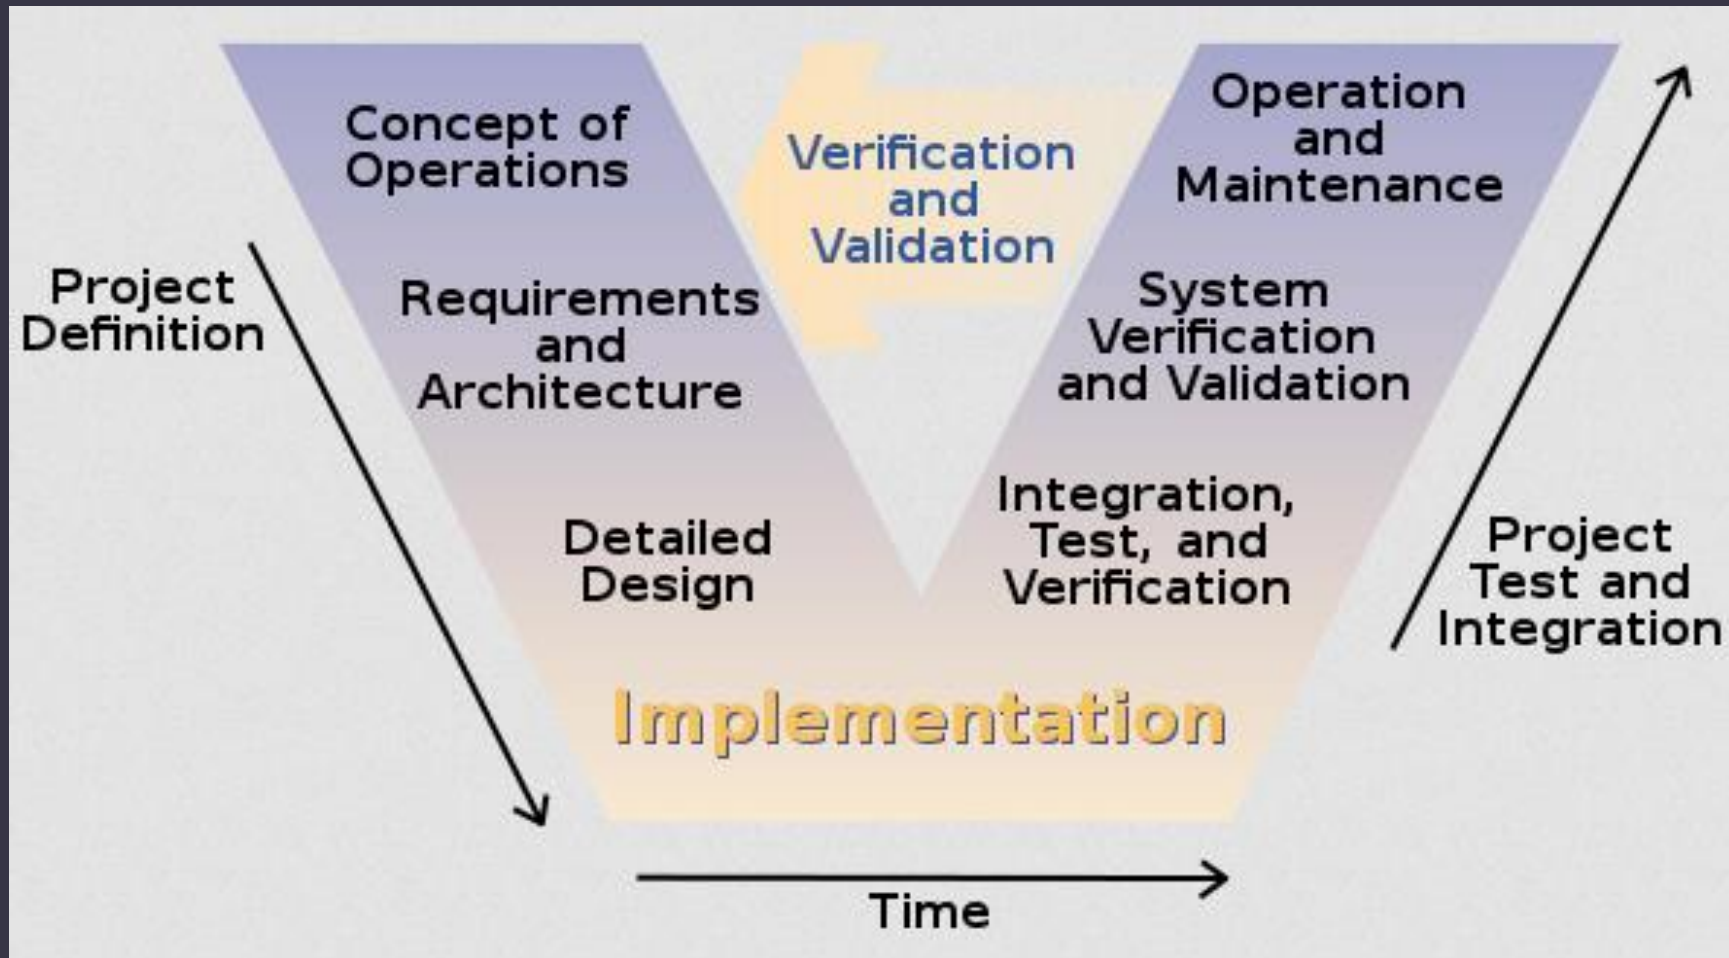 Concept of
Operations
Verification
and
Validation
Operation
and
Maintenance
Project
Definition
Requirements
and
Architecture
System
Verification
and Validation
Detailed
Design
Integration,
Test, and
Verification
Project
Test and
Integration
Implementation
Time